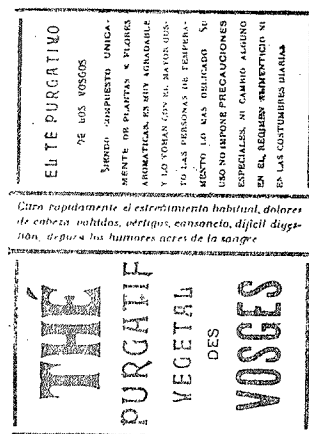 EL TÉ PURGATIVO
DE LOS VOSGOS
SIENDO COMPUESTO UNICA-
MENTE DE PLANTAS Y FLORES
AROMATICAS, ES MUY AGRADABLE
Y LO TOMAN CON EL MAYOR GUS-
TO LAS PERSONAS DE TEMPERA-
MENTO LO MAS DELICADO SU
USO NO IMPONE PRECAUCIONES
ESPECIALES, NI CAMBIO ALGUNO
EN EL, RÉGIMEN ALIMENTICIO NI
EN LAS COSTUMBRES DIARIAS
Cura rapidamente el estreñimiento habitual, dolores
de cabeza vahidos, vértigos, cansancio, difícil diges-
tión, depura los humores acres de la sangre
THÉ
PURGATIF
VEGETAL
DES
VOSGES